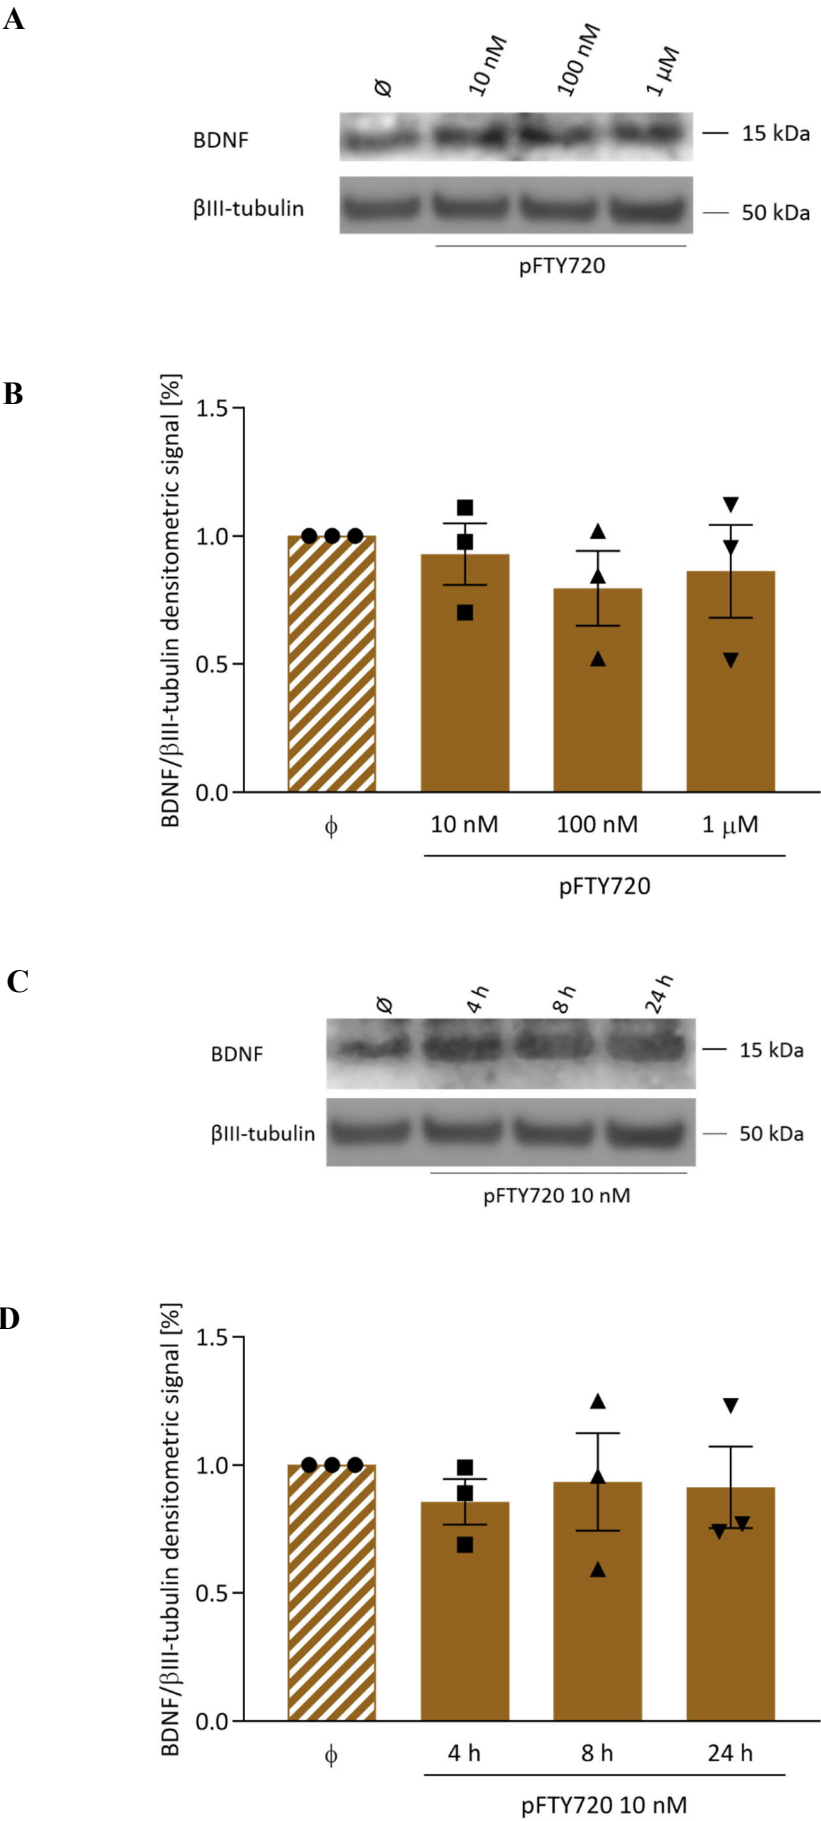 A
Ø
10 nM
100 nM
1 µM
BDNF
15 kDa
βIII-tubulin
50 kDa
pFTY720
B
BDNF/βIII-tubulin densitometric signal [%]
1.5
1.0
0.5
0.0
ϕ
10 nM
100 nM
1 µM
pFTY720
C
Ø
4 h
8 h
24 h
BDNF
15 kDa
βIII-tubulin
50 kDa
pFTY720 10 nM
D
BDNF/βIII-tubulin densitometric signal [%]
1.5
1.0
0.5
0.0
ϕ
4 h
8 h
24 h
pFTY720 10 nM